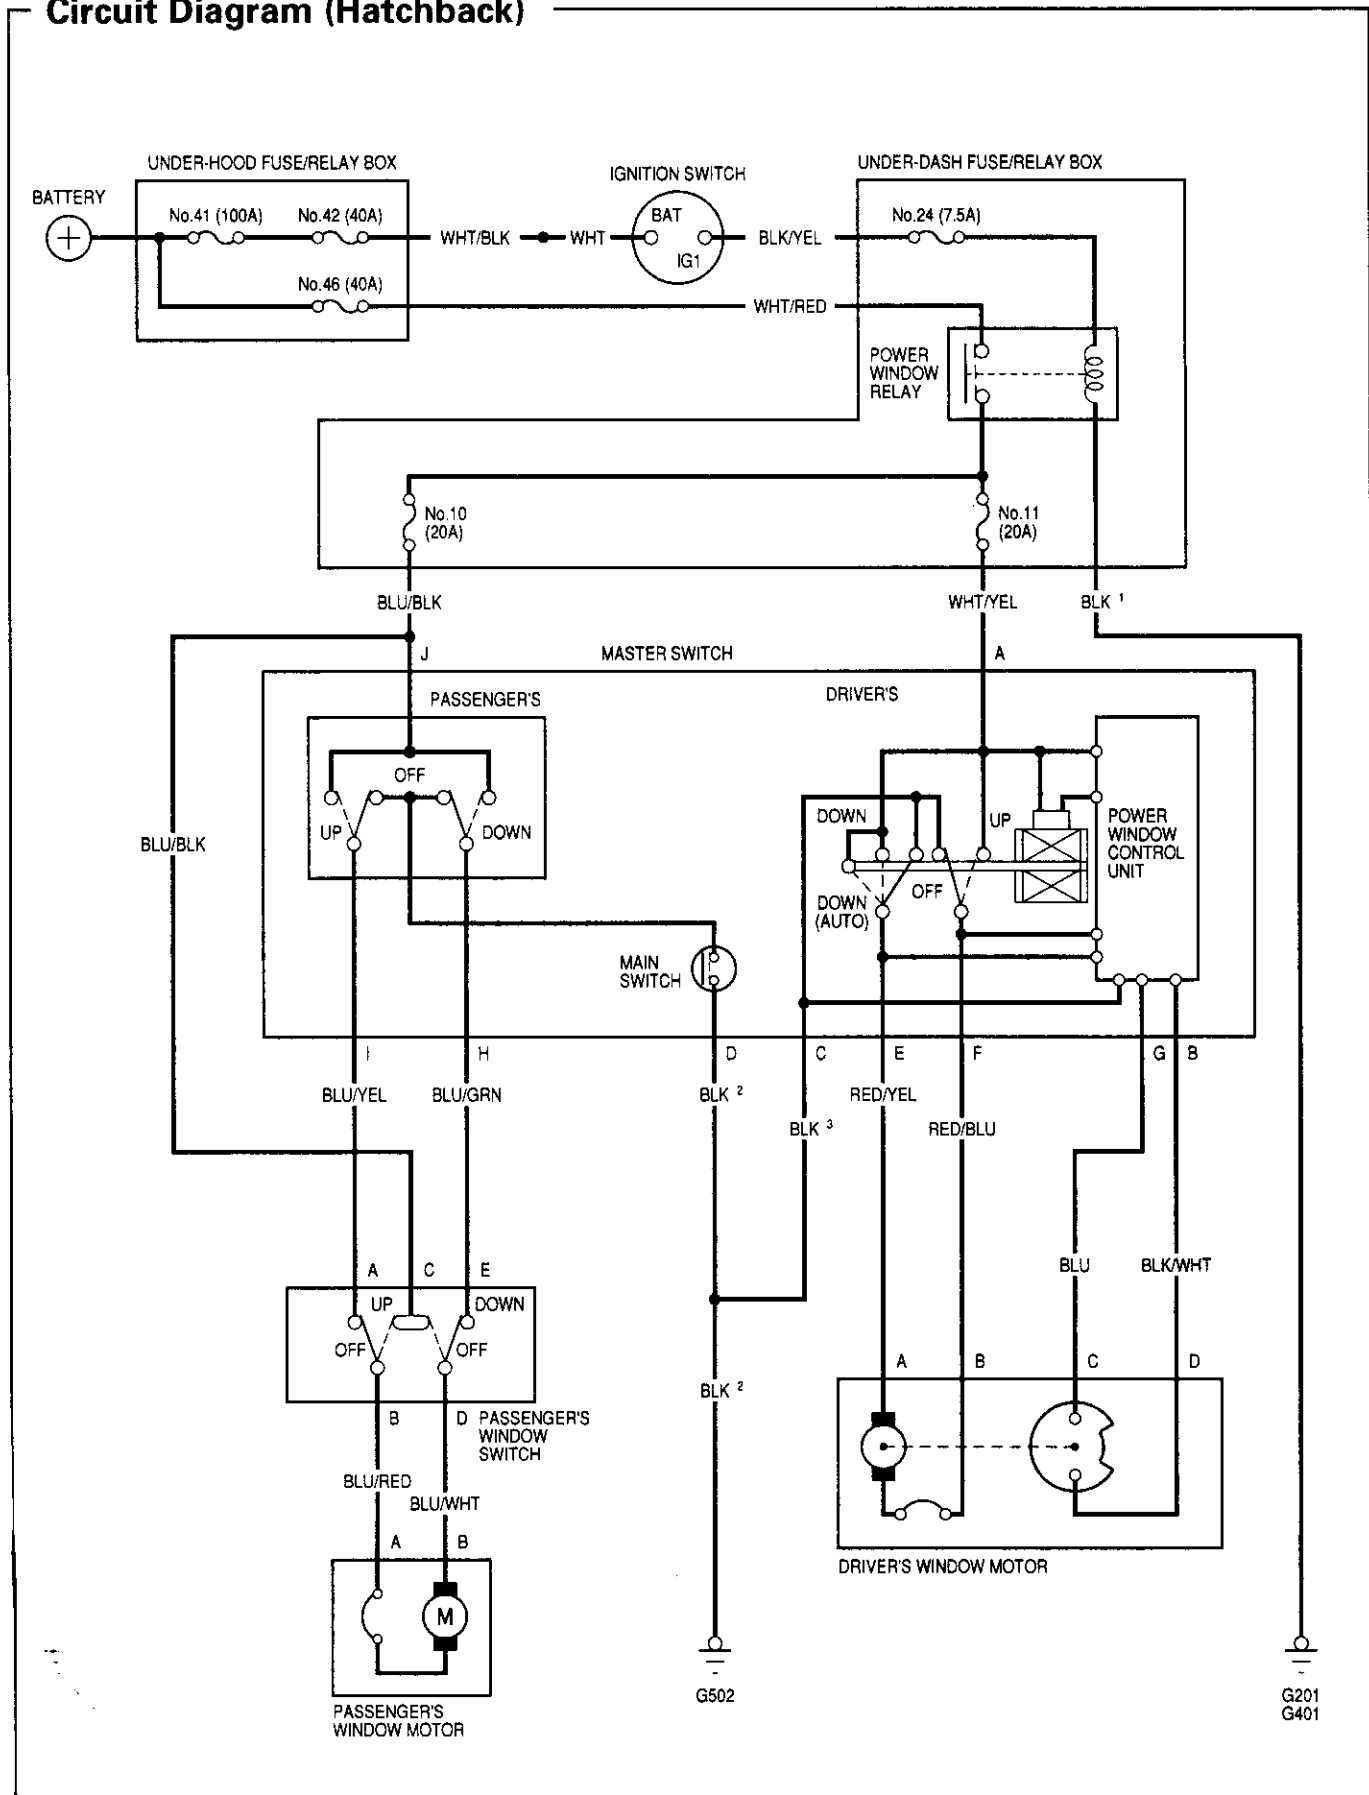 Circuit Diagram (Hatchback)
UNDER-HOOD FUSE/RELAY BOX
IGNITION SWITCH
UNDER-DASH FUSE/RELAY BOX
BATTERY
No.41 (100A)
No.42 (40A)
BAT
No.24 (7.5A)
+
WHT/BLK
WHT
BLK/YEL
IG1
No.46 (40A)
WHT/RED
POWER
WINDOW
RELAY
No.10
(20A)
No.11
(20A)
BLU/BLK
WHT/YEL
BLK 1
J
MASTER SWITCH
A
PASSENGER'S
DRIVER'S
OFF
UP
DOWN
BLU/BLK
DOWN
UP
POWER
WINDOW
CONTROL
UNIT
OFF
DOWN
(AUTO)
MAIN
SWITCH
I
H
D
C
E
F
G
B
BLU/YEL
BLU/GRN
BLK 2
RED/YEL
BLK 3
RED/BLU
BLU
BLK/WHT
A
C
E
UP
DOWN
OFF
OFF
A
B
C
D
BLK 2
B
D
PASSENGER'S
WINDOW
SWITCH
BLU/RED
BLU/WHT
A
B
DRIVER'S WINDOW MOTOR
M
G502
G201
G401
PASSENGER'S
WINDOW MOTOR